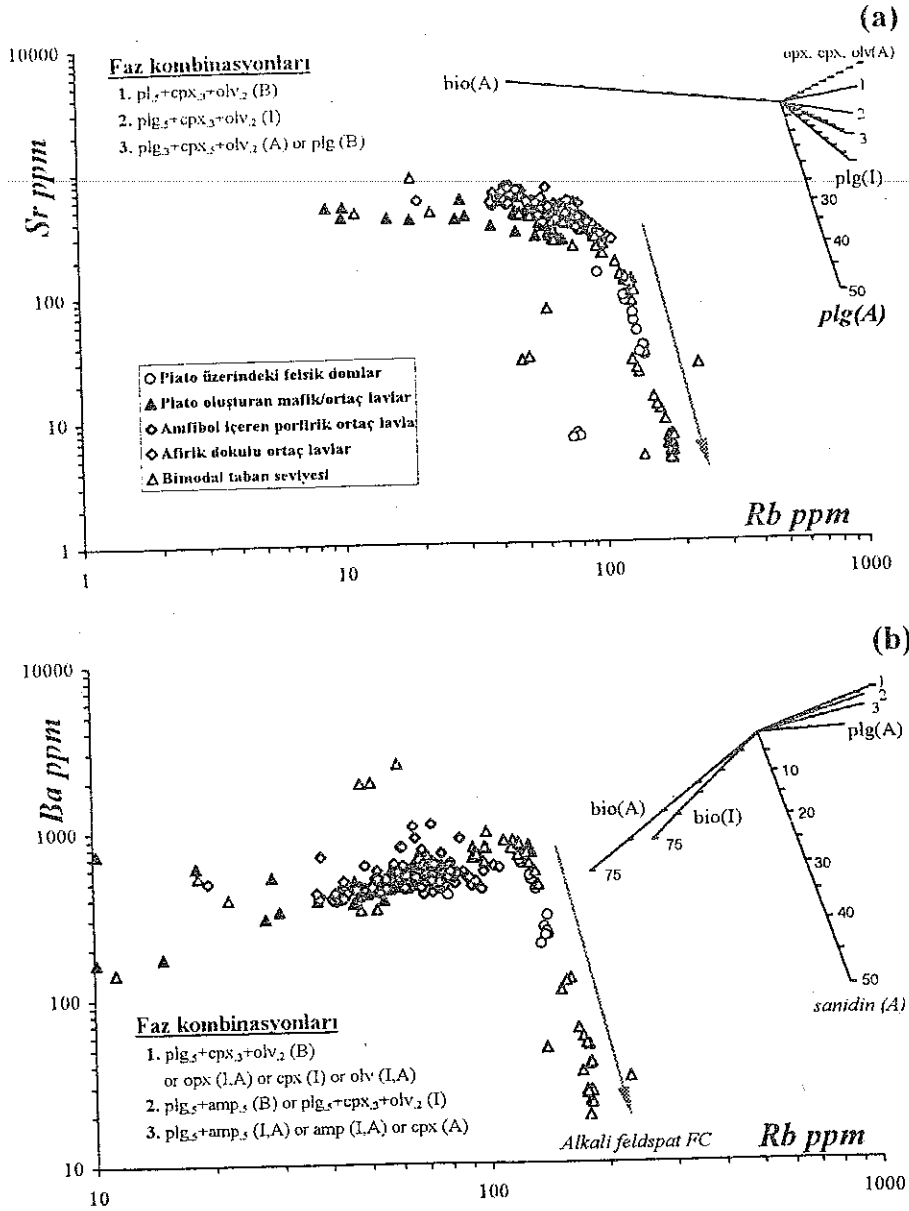 (a)
10000
1000
100
10
1
Sr ppm
Faz kombinasyonları
1. pl.5+cpx.3+olv.2 (B)
2. plg.5+cpx.3+olv.2 (I)
3. plg.3+cpx.5+olv.2 (A) or plg (B)
bio(A)
opx, cpx, olv(A)
1
2
3
plg(I)
30
40
50
plg(A)
Plato üzerindeki felsik domlar
Plato oluşturan mafik/ortaç lavlar
Amfibol içeren porfirik ortaç lavla
Afirik dokulu ortaç lavlar
Bimodal taban seviyesi
Rb ppm
1
10
100
1000
(b)
10000
1000
100
10
Ba ppm
1
2
3
plg(A)
10
20
30
40
50
bio(A)
bio(I)
75
75
sanidin (A)
Faz kombinasyonları
1. plg.5+cpx.3+olv.2 (B)
or opx (I,A) or cpx (I) or olv (I,A)
2. plg.5+amp.5 (B) or plg.5+cpx.3+olv.2 (I)
3. plg.5+amp.5 (I,A) or amp (I,A) or cpx (A)
Alkali feldspat FC
Rb ppm
10
100
1000